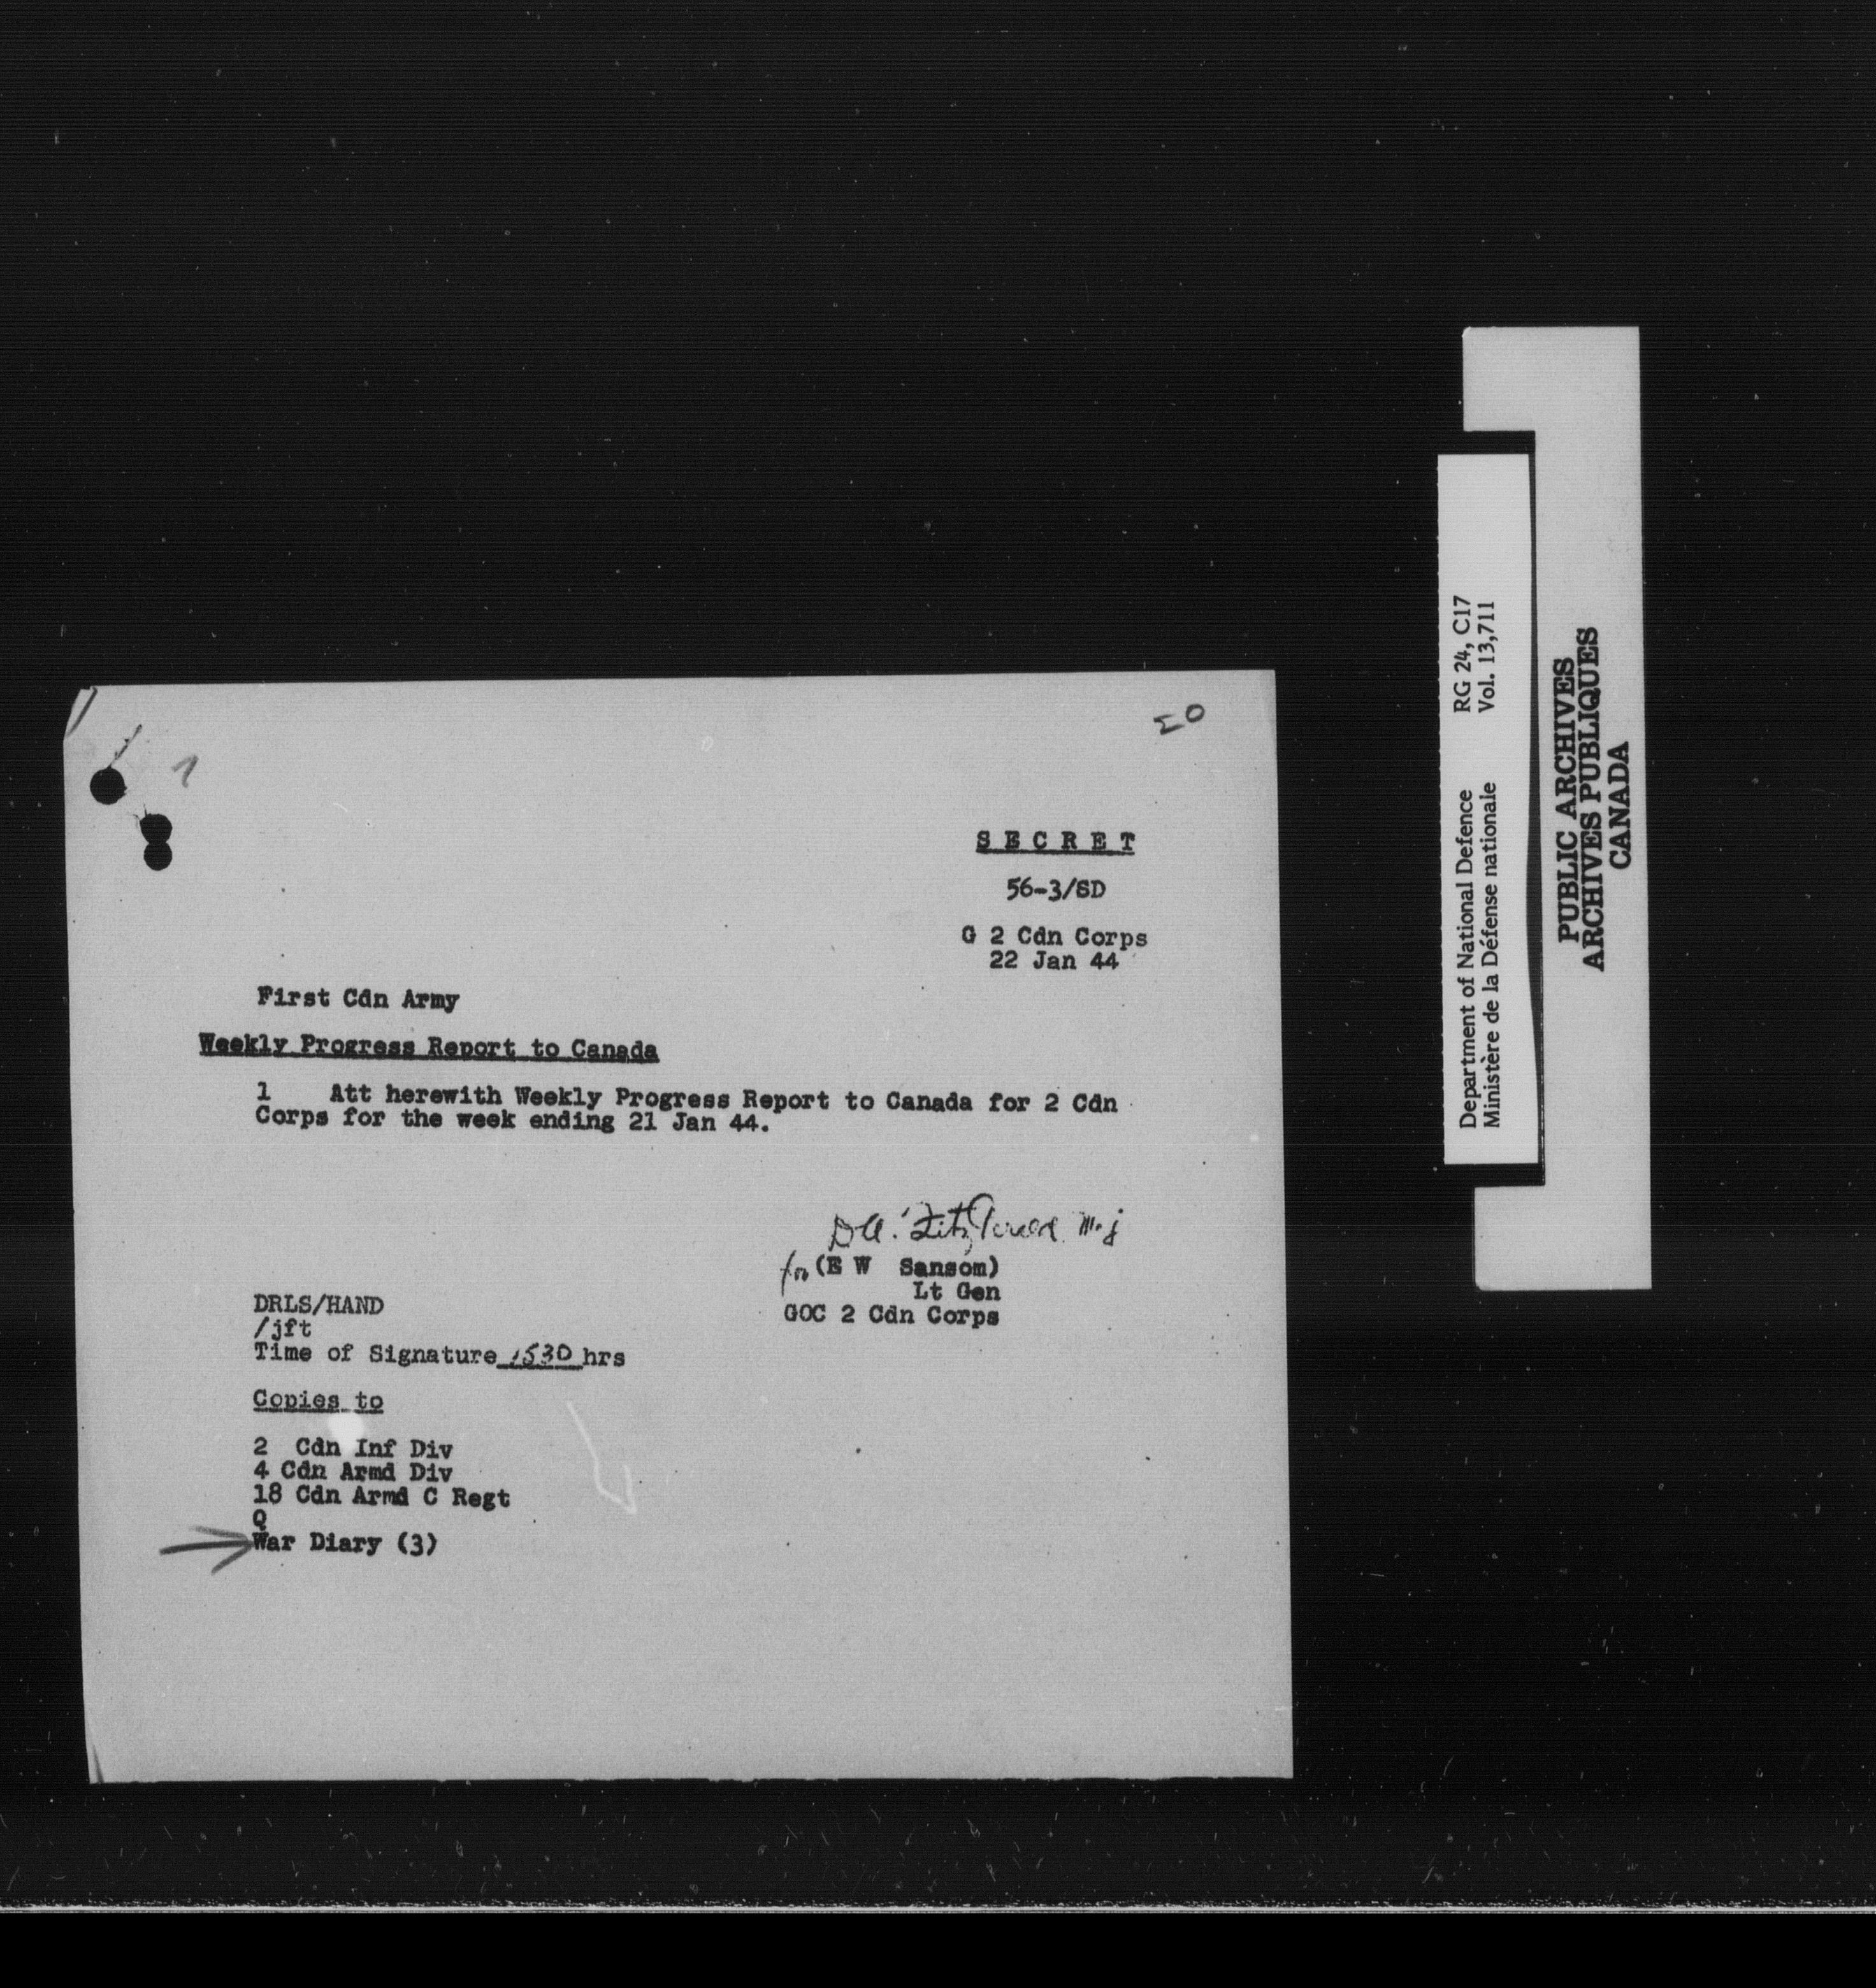 S E C R E T
56-3/SD
G 2 Cdn Corps
22 Jan 44
First Cdn Army
Weekly Progress Report to Canada
1 Att herewith Weekly Progress Report to Canada for 2 Cdn
Corps for the week ending 21 Jan 44.
Maj
for (E W Sansom)
Lt Gen
GOC 2 Cdn Corps
DRLS/HAND
/jft
Time of Signature 1530 hrs
Copies to
2 Cdn Inf Div
4 Cdn Armd Div
18 Cdn Armd C Regt
Q
War Diary (3)
Department of National Defence RG 24, C17
Ministère de la Défense nationale Vol. 13,711
PUBLIC ARCHIVES
ARCHIVES PUBLIQUES
CANADA